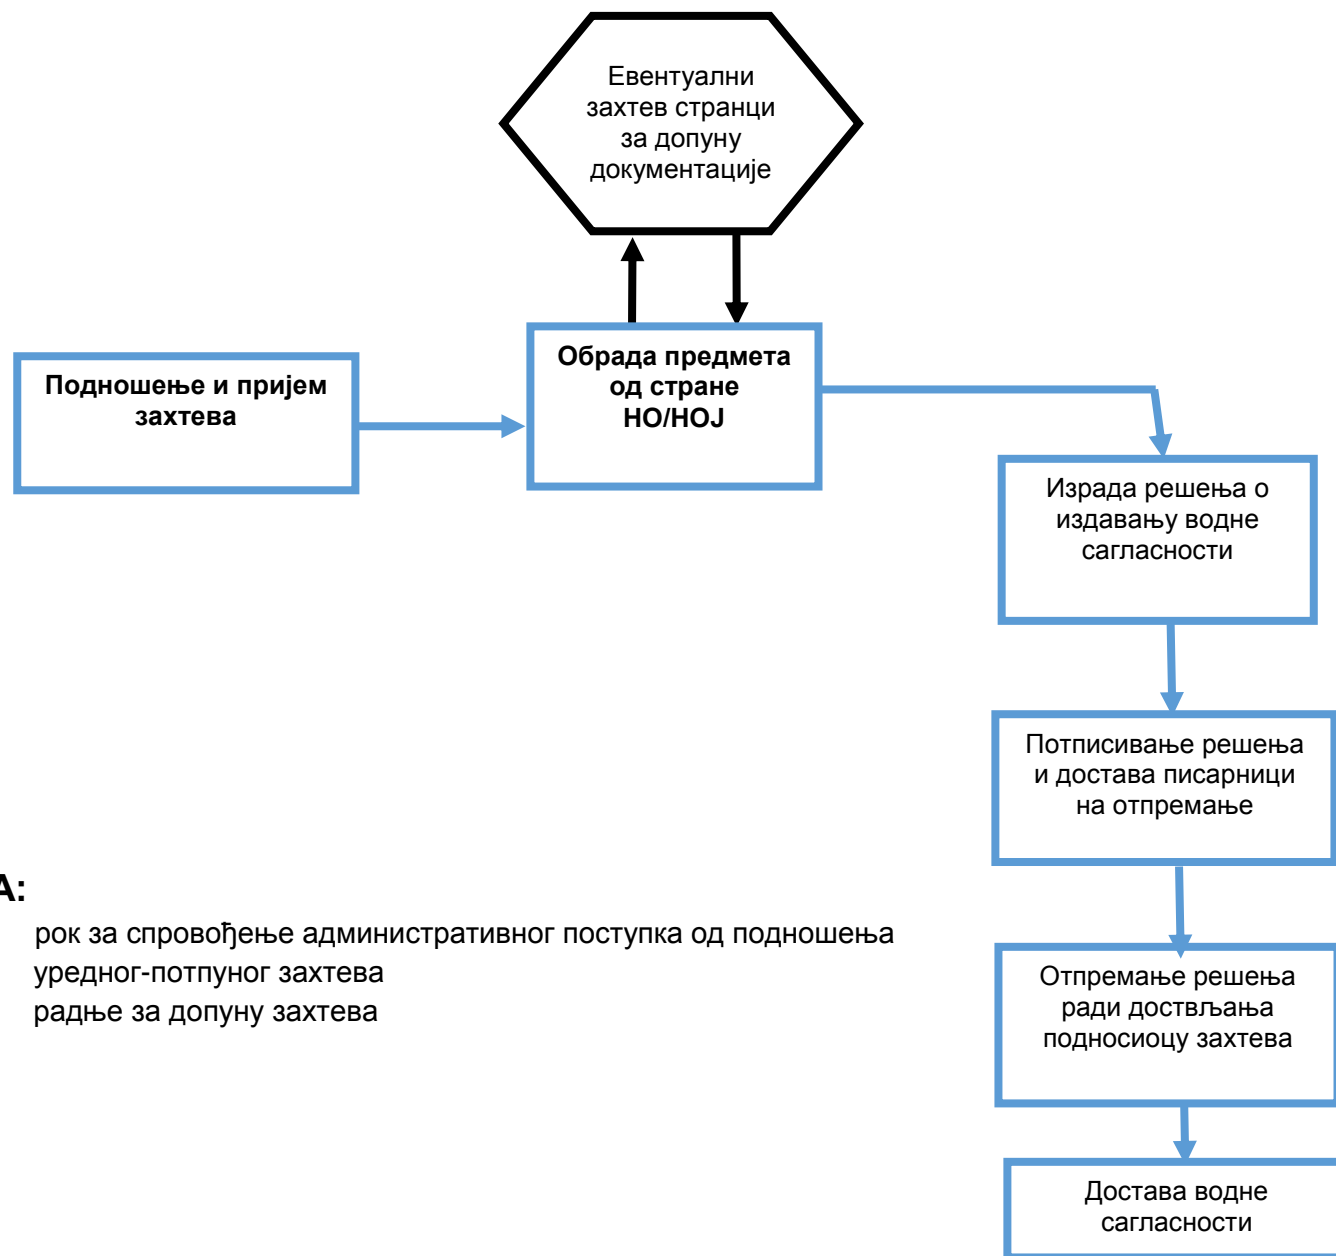 Евентуални
захтев странци
за допуну
документације
Подношење и пријем
захтева
Обрада предмета
од стране
НО/НОЈ
Израда решења о
издавању водне
сагласности
Потписивање решења
и достава писарници
на отпремање
Отпремање решења
ради доствљања
подносиоцу захтева
Достава водне
сагласности
А:
рок за спровођење административног поступка од подношења
уредног-потпуног захтева
радње за допуну захтева